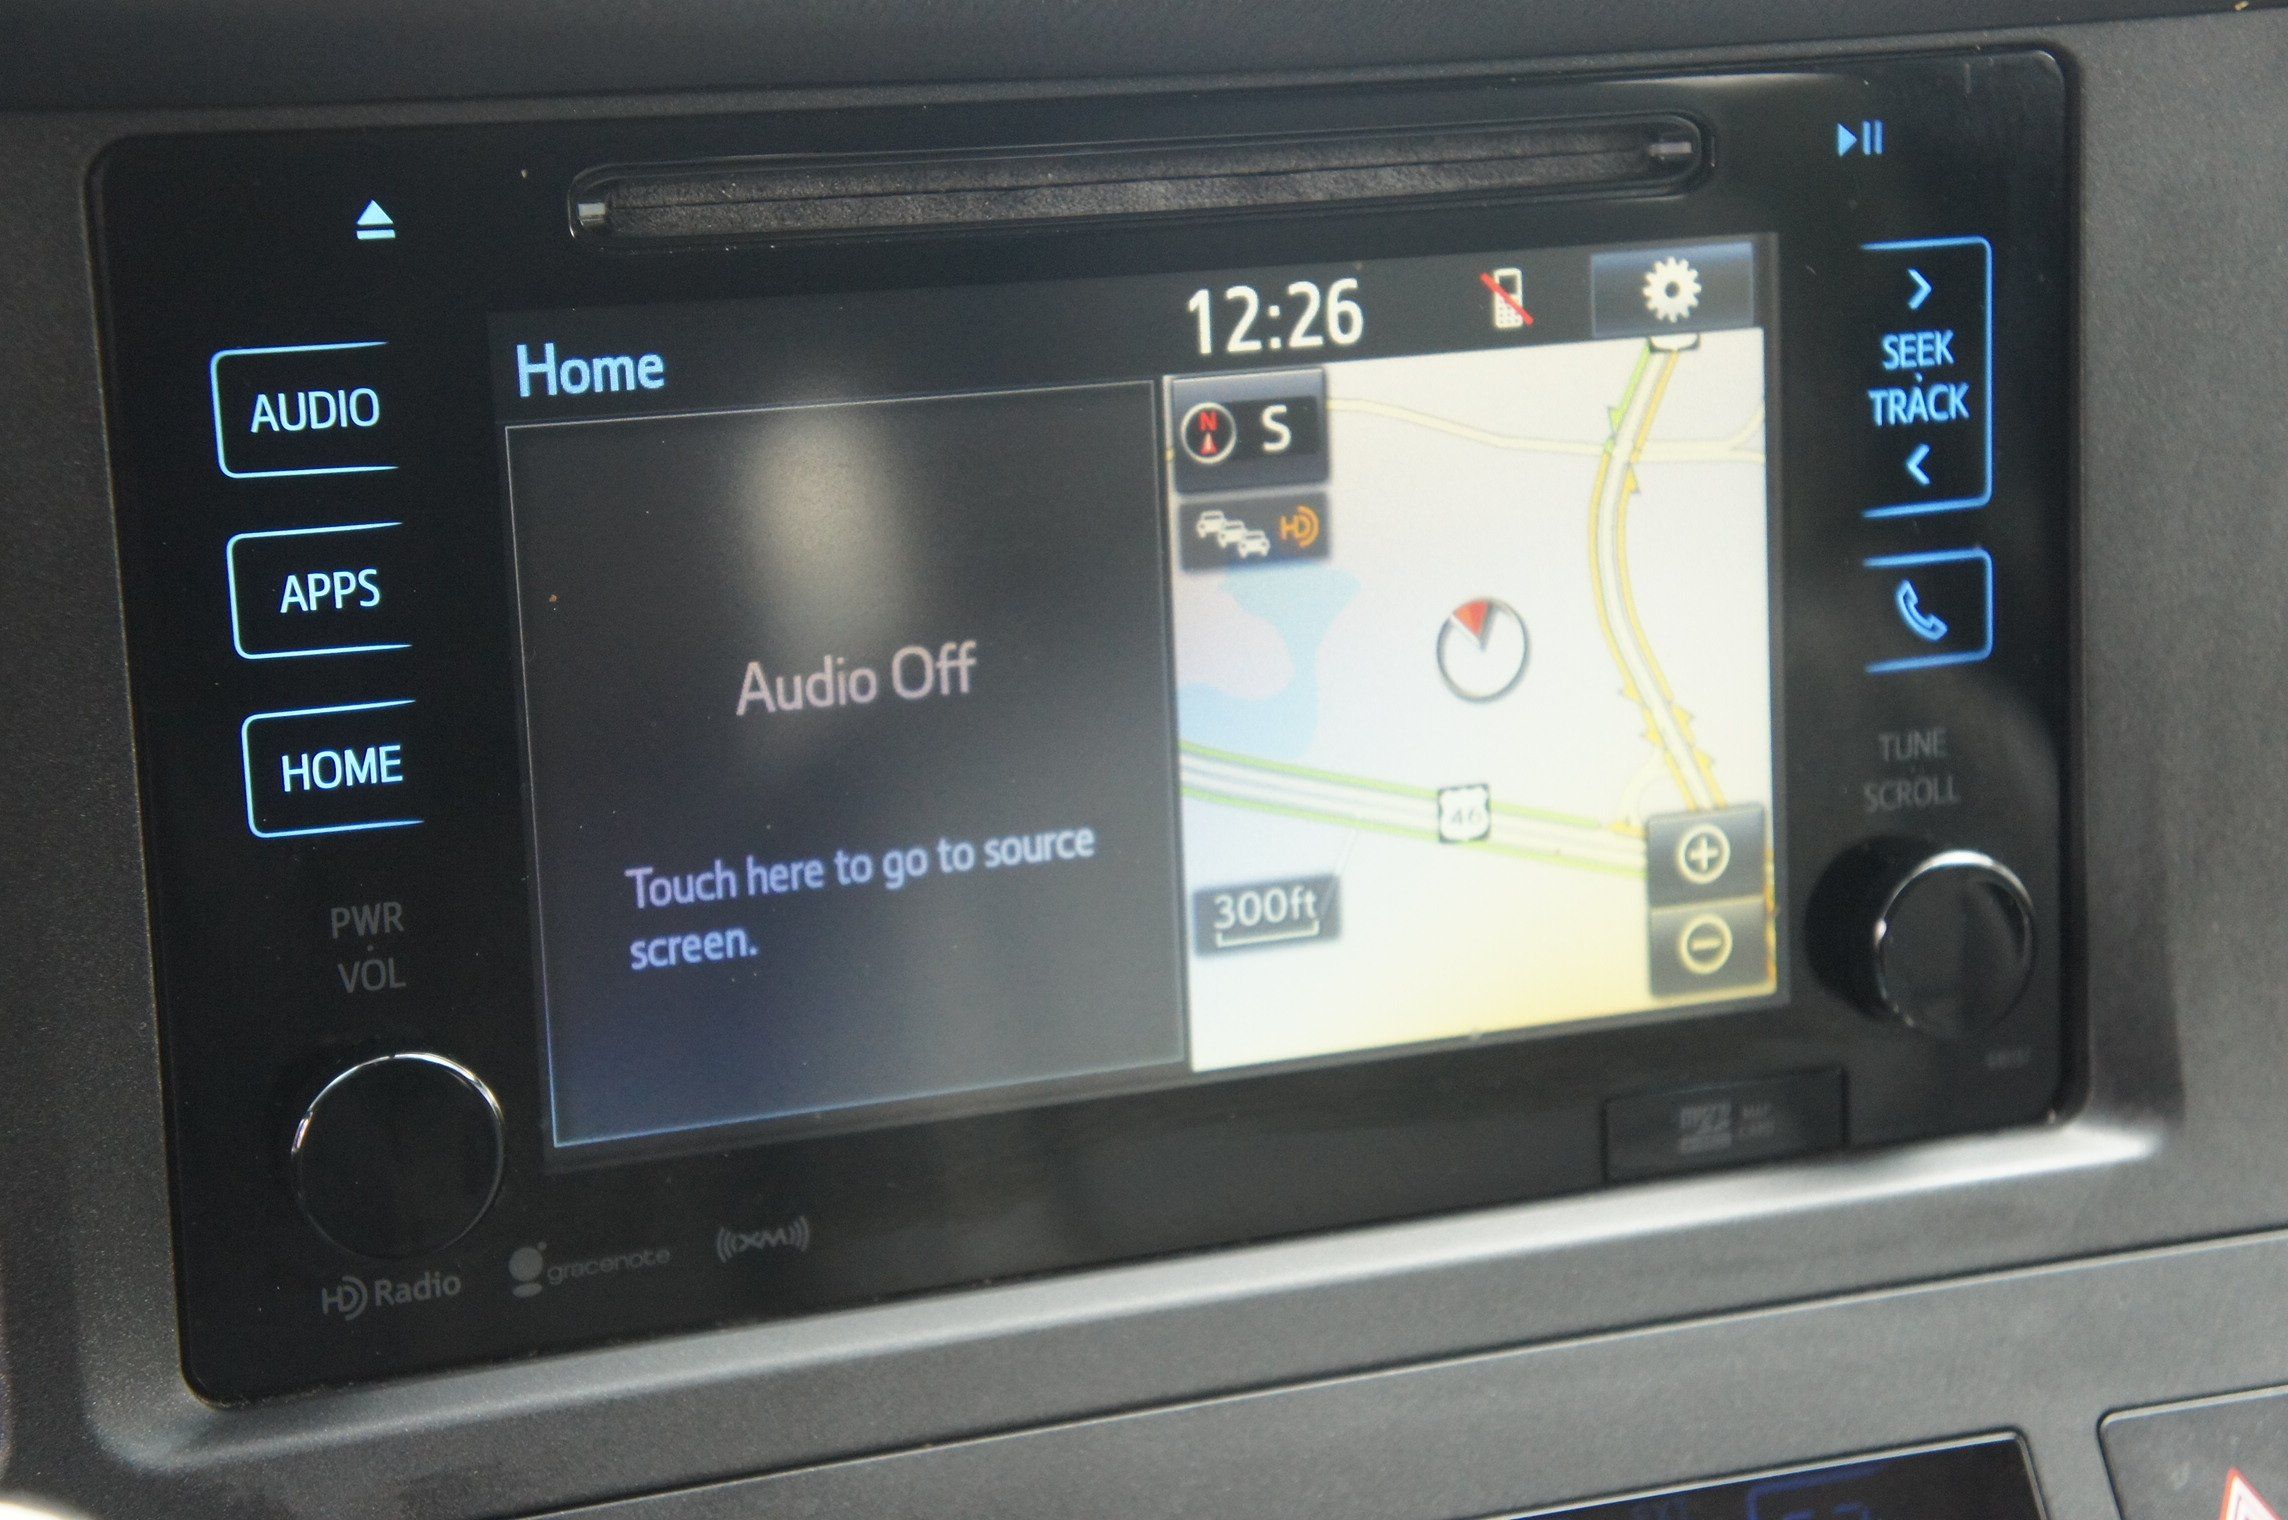 12:26
Home
AUDIO
APPS
HOME
PWR
VOL
Audio Off
Touch here to go to source
screen.
N S
HD
46
300ft
SEEK
TRACK
TUNE
SCROLL
HD Radio
gracenote
XM